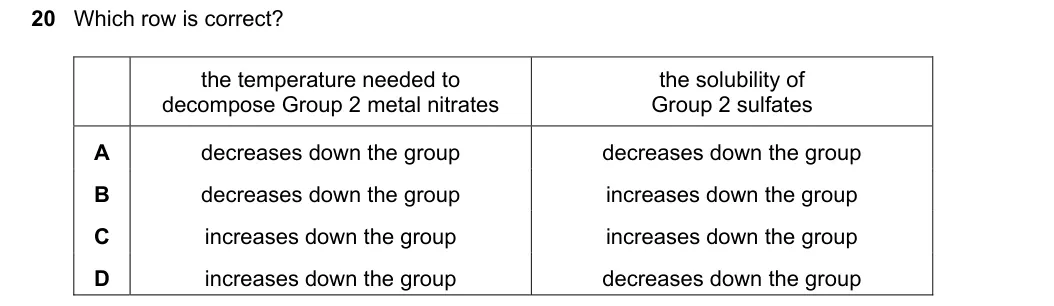 20 Which row is correct?
the temperature needed to
decompose Group 2 metal nitrates
the solubility of
Group 2 sulfates
A decreases down the group decreases down the group
B decreases down the group increases down the group
C increases down the group increases down the group
D increases down the group decreases down the group